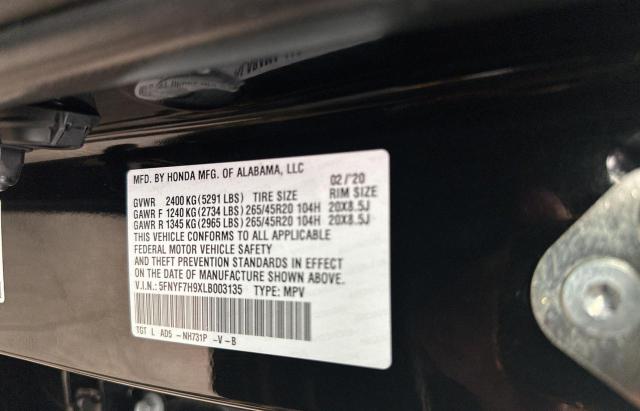 MFD. BY HONDA MFG. OF ALABAMA, LLC 02/'20
GVWR 2400 KG(5291 LBS) TIRE SIZE RIM SIZE
GAWR F 1240 KG(2734 LBS)265/45R20 104H 20X8.5J
GAWR R 1345 KG(2965 LBS)265/45R20 104H 20X8.5J
THIS VEHICLE CONFORMS TO ALL APPLICABLE
FEDERAL MOTOR VEHICLE SAFETY
AND THEFT PREVENTION STANDARDS IN EFFECT
ON THE DATE OF MANUFACTURE SHOWN ABOVE.
V.I.N.: 5FNYF7H9XLB003135 TYPE: MPV
TGT L AD5 -NH731P -V-B